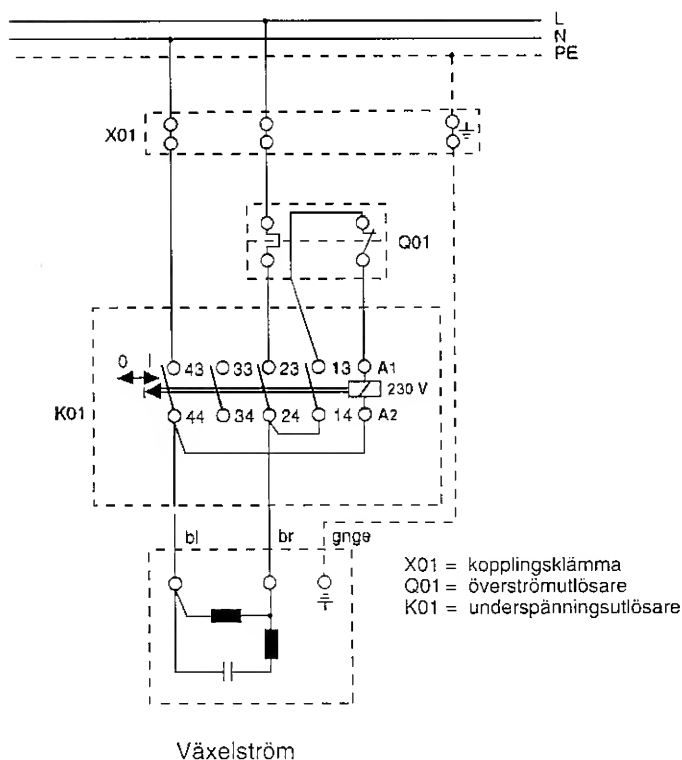 L
N
PE
X01
Q01
0
43 33 23 13 A1
230 V
K01
44 34 24 14 A2
bl br gnge
X01 = kopplingsklämma
Q01 = överströmutlösare
K01 = underspänningsutlösare
Växelström